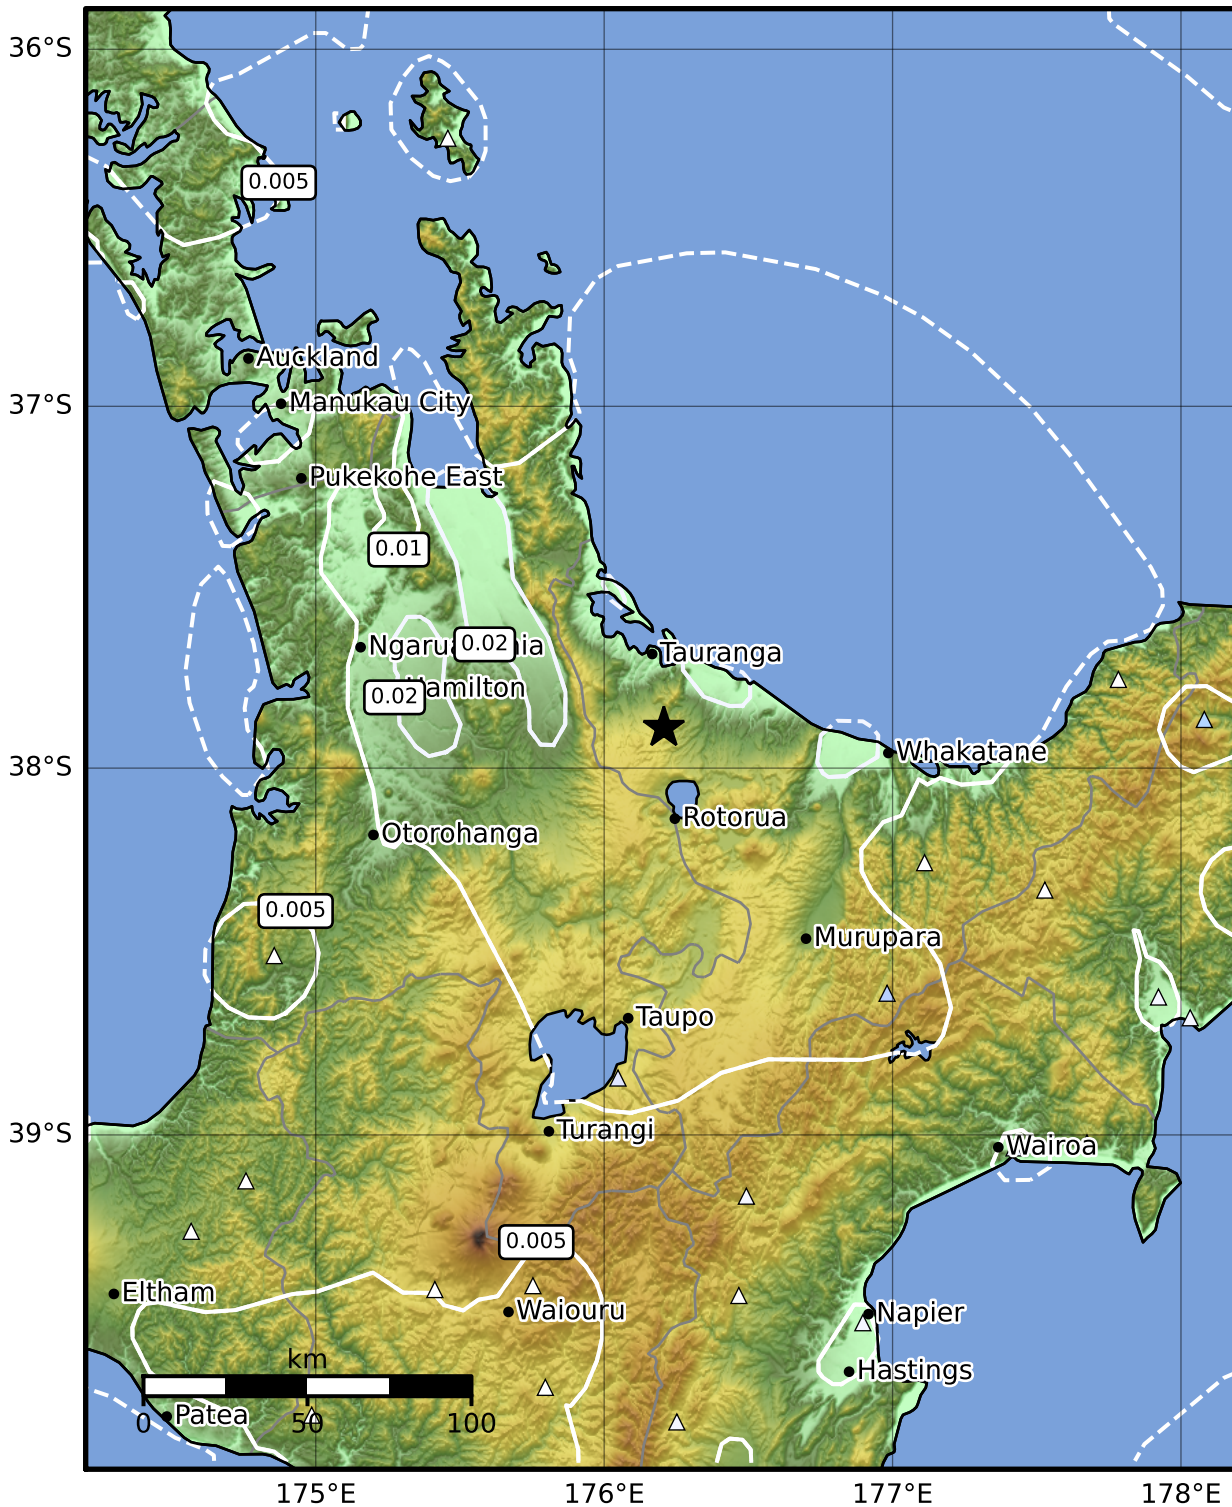 36°S
0.005
Auckland
37°S
Manukau City
Pukekohe East
0.01
0.02
Tauranga
0.02
Hamilton
38°S
Whakatane
Rotorua
Otorohanga
0.005
Murupara
Taupo
39°S
Turangi
Wairoa
0.005
Eltham
Waiouru
Napier
km
Hastings
Patea
0 50 100
175°E 176°E 177°E 178°E